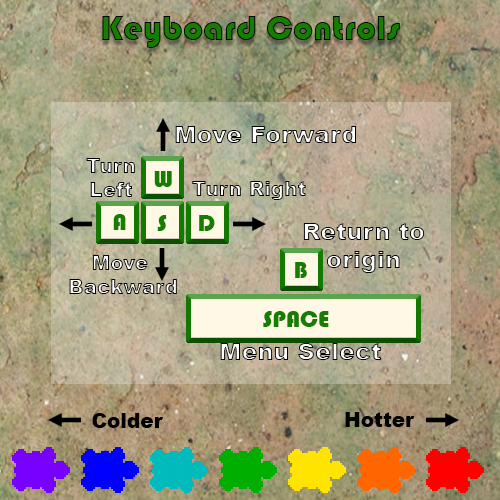 Keyboard Controls
Move Forward
Turn
Left
W
Turn Right
A S D
Return to
origin
Move
Backward
B
SPACE
Menu Select
Colder
Hotter